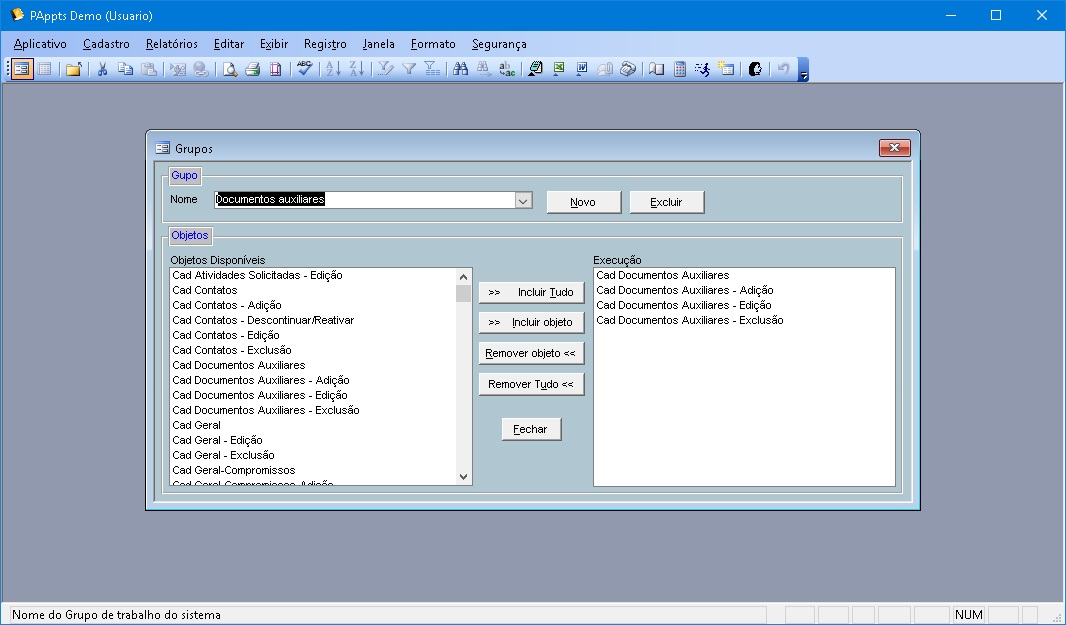 PAppts Demo (Usuario)
Aplicativo Cadastro Relatórios Editar Exibir Registro Janela Formato Segurança
Grupos
Gupo
Nome Documentos auxiliares Novo Excluir
Objetos
Objetos Disponíveis
Cad Atividades Solicitadas - Edição
Cad Contatos
Cad Contatos - Adição
Cad Contatos - Descontinuar/Reativar
Cad Contatos - Edição
Cad Contatos - Exclusão
Cad Documentos Auxiliares
Cad Documentos Auxiliares - Adição
Cad Documentos Auxiliares - Edição
Cad Documentos Auxiliares - Exclusão
Cad Geral
Cad Geral - Edição
Cad Geral - Exclusão
Cad Geral-Compromissos
Cad Geral-Compromissos-Adição
>> Incluir Tudo
>> Incluir objeto
Remover objeto <<
Remover Tudo <<
Fechar
Execução
Cad Documentos Auxiliares
Cad Documentos Auxiliares - Adição
Cad Documentos Auxiliares - Edição
Cad Documentos Auxiliares - Exclusão
Nome do Grupo de trabalho do sistema NUM